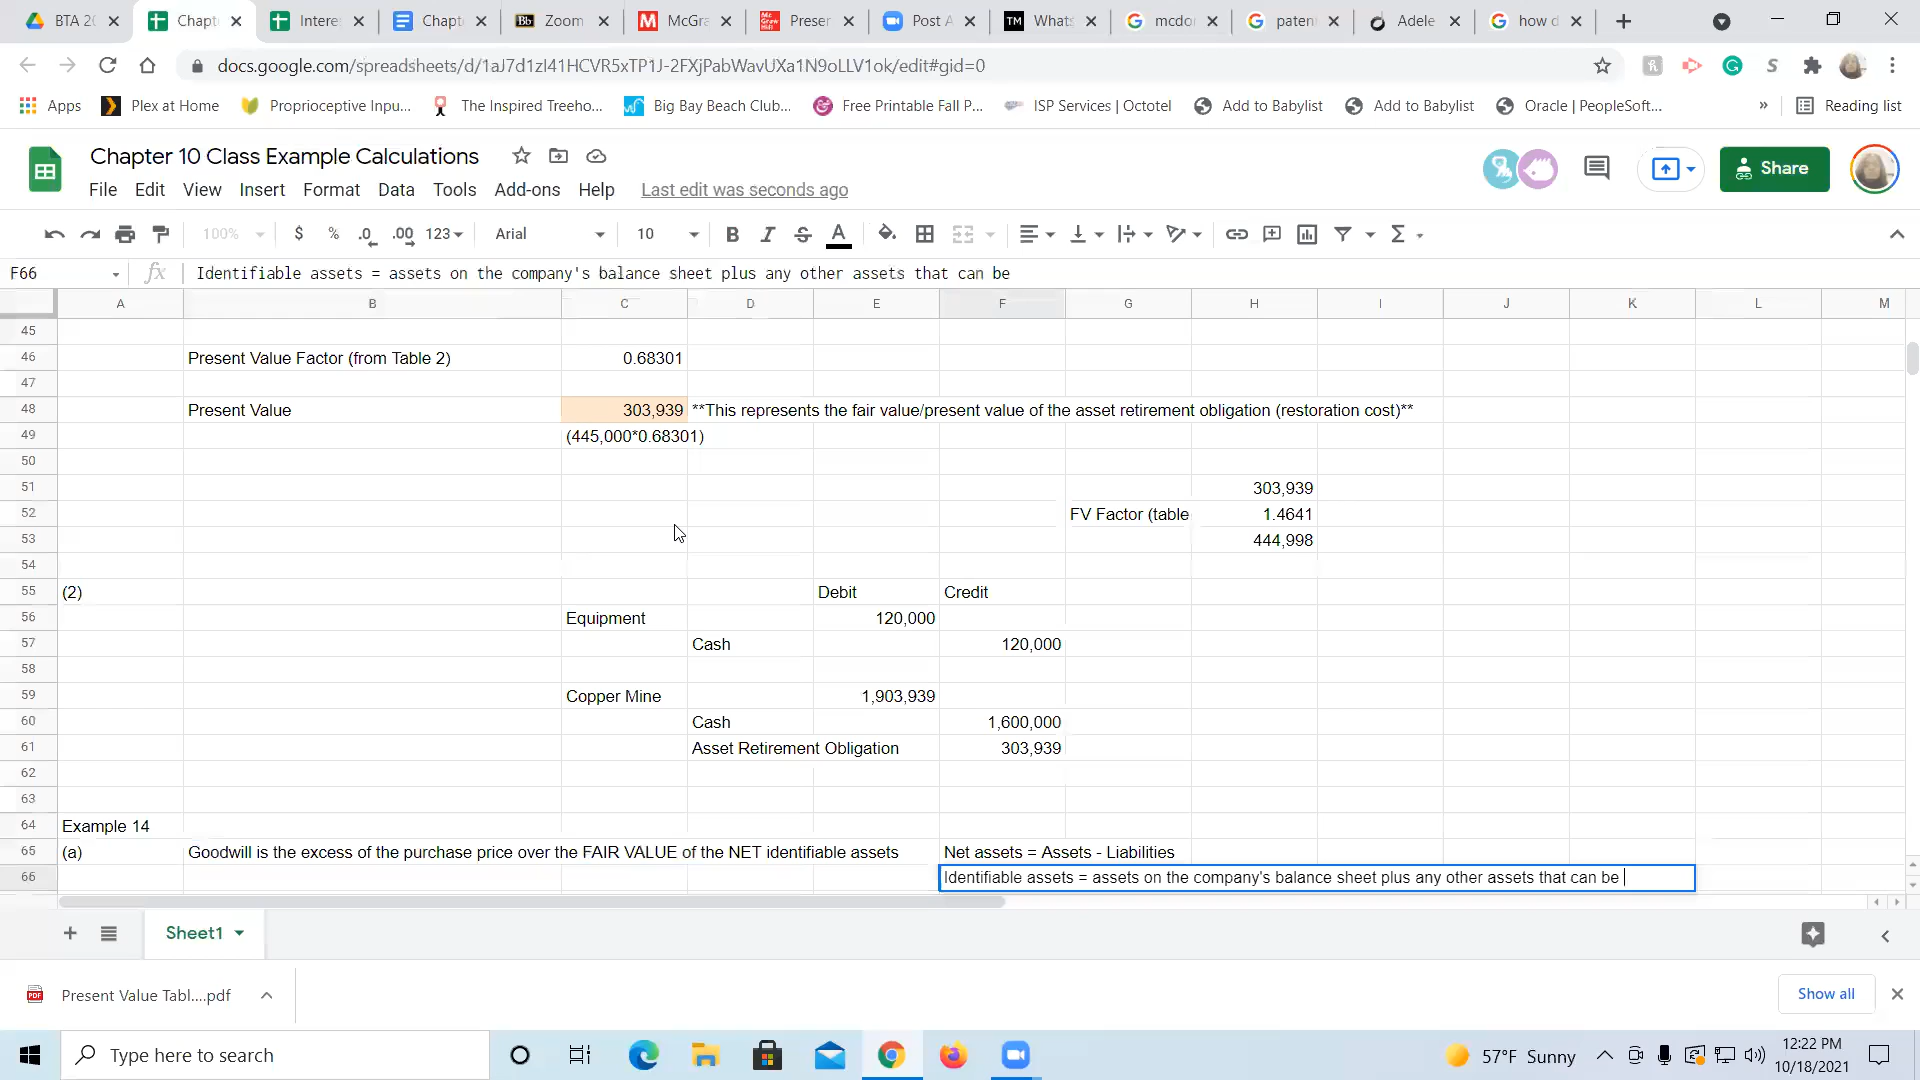 BTA 20
Chapt
Intere
Chapt
Bb Zoom
McGra
Mc Graw Hill Preser
Post A
TM What
mcdo
paten
Adele
how d
docs.google.com/spreadsheets/d/1aJ7d1zI41HCVR5xTP1J-2FXjPabWavUXa1N9oLLV1ok/edit#gid=0
Apps Plex at Home Proprioceptive Inpu... The Inspired Treeho... Big Bay Beach Club... Free Printable Fall P... ISP Services | Octotel Add to Babylist Add to Babylist Oracle | PeopleSoft... » Reading list
Chapter 10 Class Example Calculations
Share
File Edit View Insert Format Data Tools Add-ons Help Last edit was seconds ago
100% $ % .0 .00 123 Arial 10 B I S A Σ
F66 fx Identifiable assets = assets on the company's balance sheet plus any other assets that can be
A B C D E F G H I J K L M
45
46 Present Value Factor (from Table 2) 0.68301
47
48 Present Value 303,939 **This represents the fair value/present value of the asset retirement obligation (restoration cost)**
49 (445,000*0.68301)
50
51 303,939
52 FV Factor (table 1.4641
53 444,998
54
55 (2) Debit Credit
56 Equipment 120,000
57 Cash 120,000
58
59 Copper Mine 1,903,939
60 Cash 1,600,000
61 Asset Retirement Obligation 303,939
62
63
64 Example 14
65 (a) Goodwill is the excess of the purchase price over the FAIR VALUE of the NET identifiable assets Net assets = Assets - Liabilities
66 Identifiable assets = assets on the company's balance sheet plus any other assets that can be
Sheet1
PDF Present Value Tabl....pdf Show all
Type here to search
57°F Sunny
12:22 PM
10/18/2021